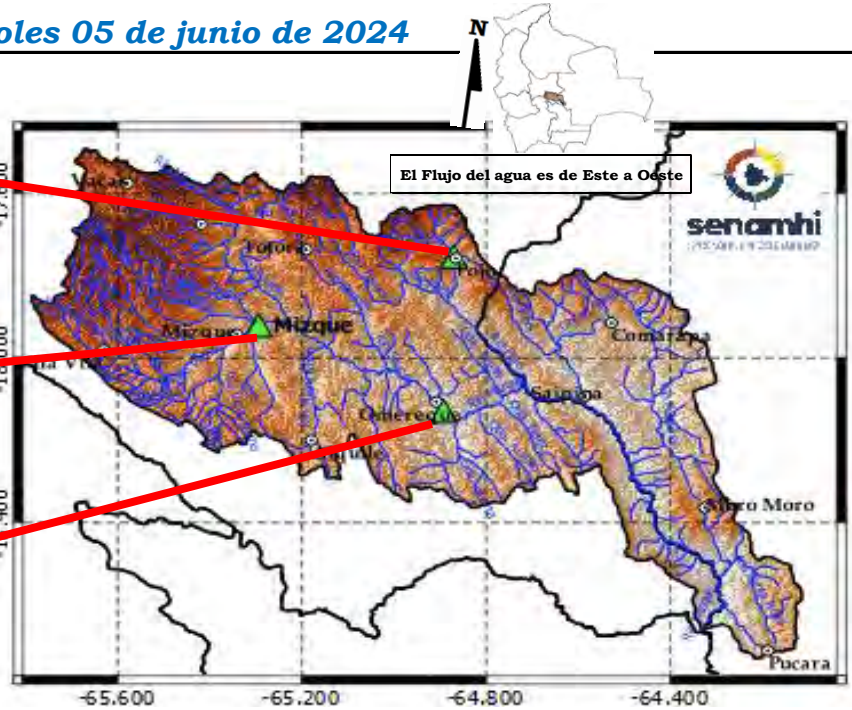 oles 05 de junio de 2024
N
El Flujo del agua es de Este a Oeste
senamhi
Vacas
Totora
Pojo
Mizque Mizque
Comarapa
Saipina
Omereque
Moro Moro
Pucara
-65.600 -65.200 -64.800 -64.400